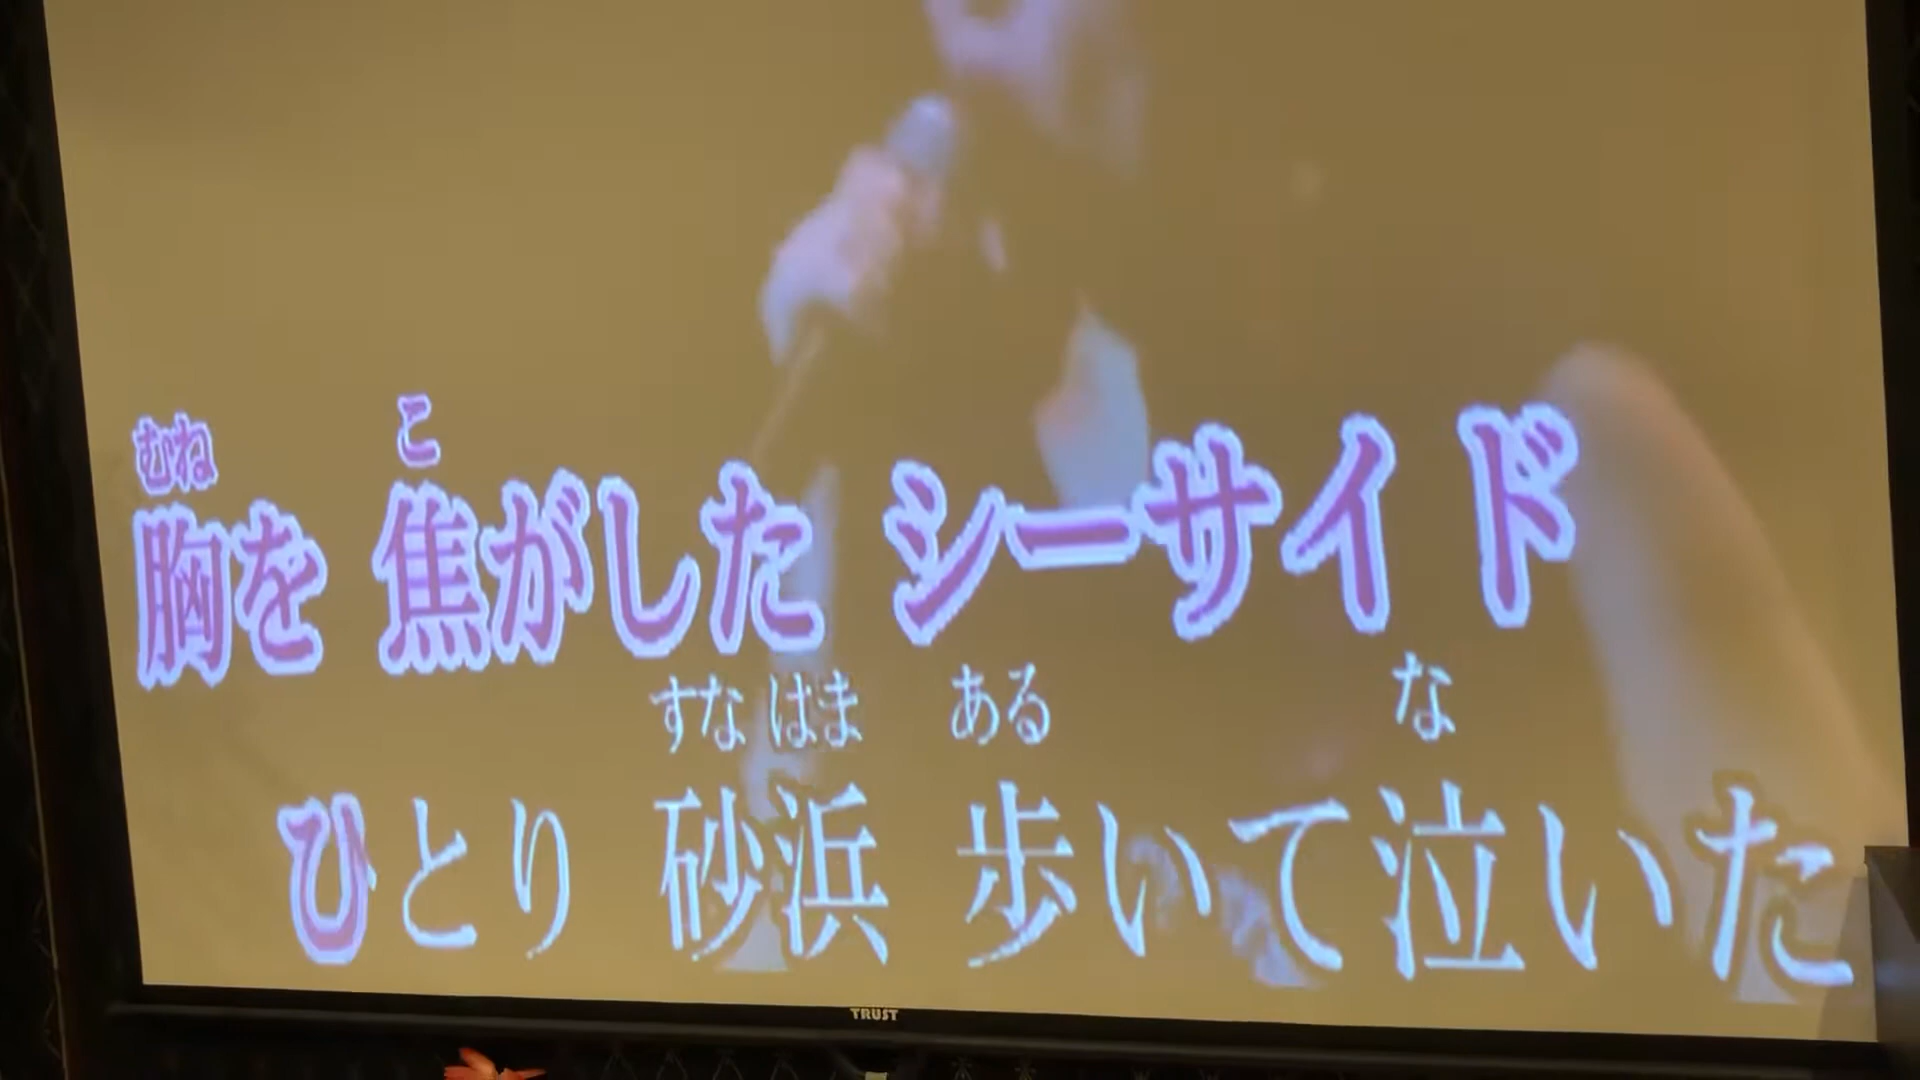 むね こ
胸を 焦がした シーサイド
すなはま ある な
ひとり 砂浜 歩いて泣いた
TRUST